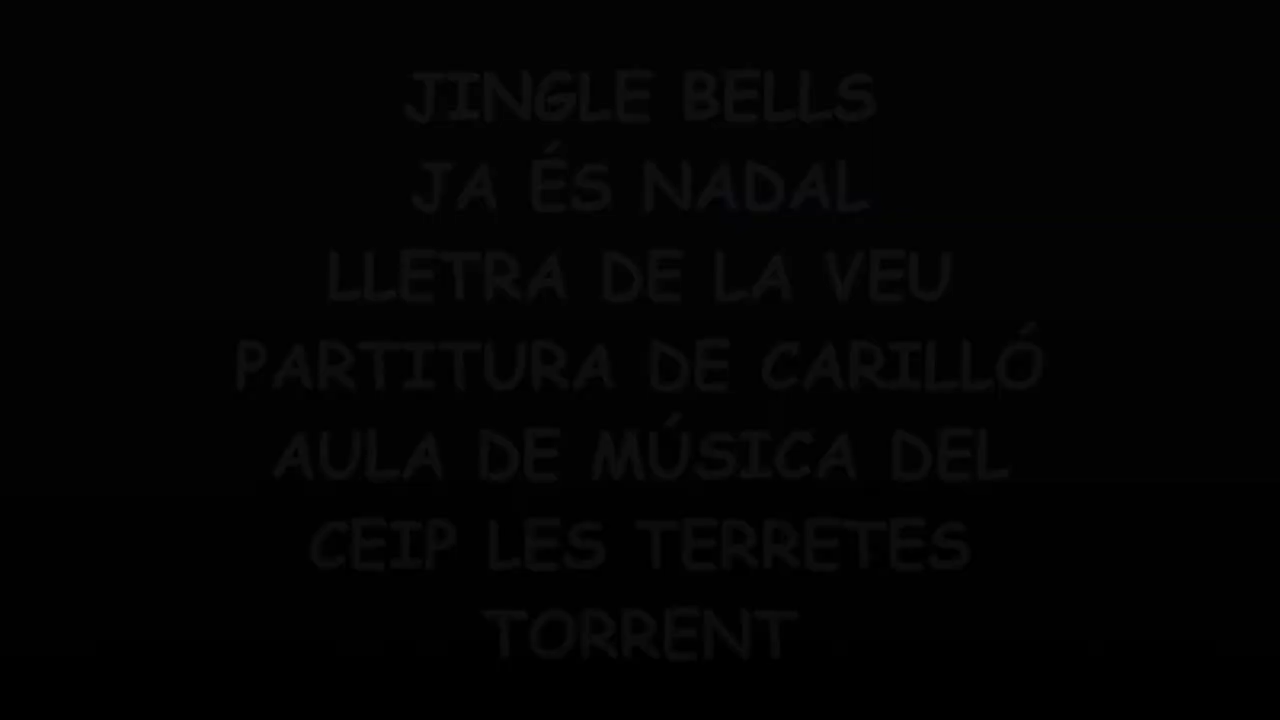 JINGLE BELLS
JA ÉS NADAL
LLETRA DE LA VEU
PARTITURA DE CARILLÓ
AULA DE MÚSICA DEL
CEIP LES TERRETES
TORRENT